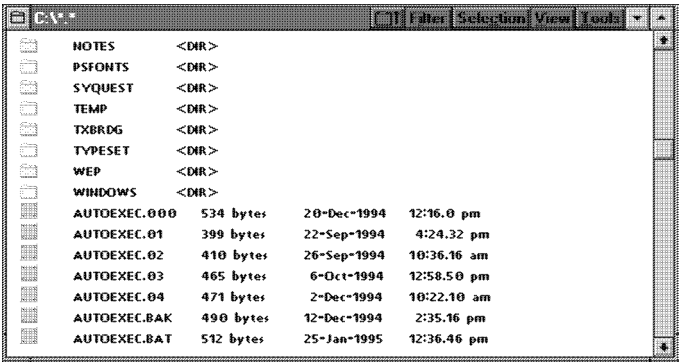 C:\*.* Filter Selection View Tools
NOTES <DIR>
PSFONTS <DIR>
SYQUEST <DIR>
TEMP <DIR>
TXBRDG <DIR>
TYPESET <DIR>
WEP <DIR>
WINDOWS <DIR>
AUTOEXEC.000 534 bytes 20-Dec-1994 12:16.0 pm
AUTOEXEC.01 399 bytes 22-Sep-1994 4:24.32 pm
AUTOEXEC.02 410 bytes 26-Sep-1994 10:36.16 am
AUTOEXEC.03 465 bytes 6-Oct-1994 12:58.50 pm
AUTOEXEC.04 471 bytes 2-Dec-1994 10:22.10 am
AUTOEXEC.BAK 490 bytes 12-Dec-1994 2:35.16 pm
AUTOEXEC.BAT 512 bytes 25-Jan-1995 12:36.46 pm